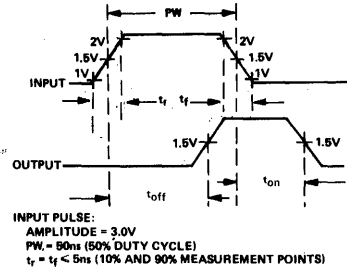 PW
2V 2V
1.5V 1.5V
1V 1V
INPUT
tr tf
1.5V 1.5V
OUTPUT
toff ton
INPUT PULSE:
AMPLITUDE = 3.0V
PW = 50ns (50% DUTY CYCLE)
tr = tf ≤ 5ns (10% AND 90% MEASUREMENT POINTS)